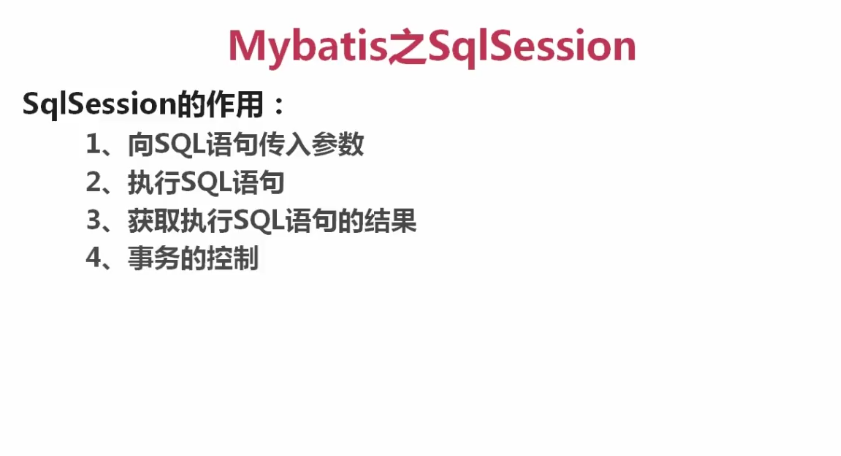 Mybatis之SqlSession
SqlSession的作用：
1、向SQL语句传入参数
2、执行SQL语句
3、获取执行SQL语句的结果
4、事务的控制